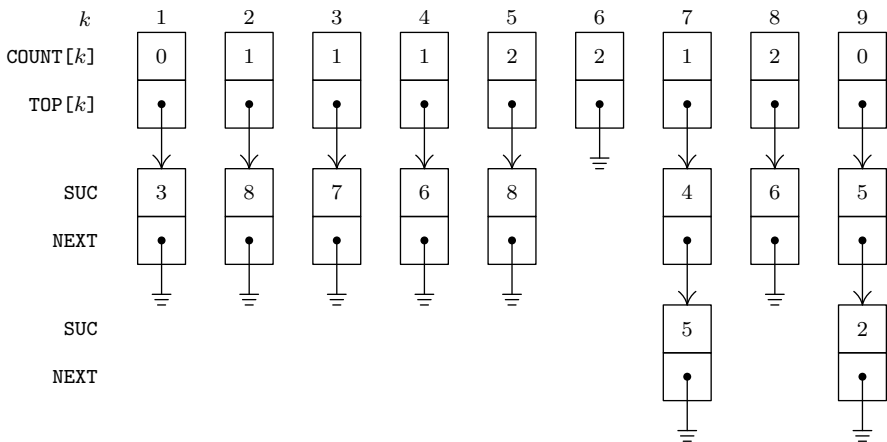 k 1 2 3 4 5 6 7 8 9
COUNT[k] 0 1 1 1 2 2 1 2 0
TOP[k]
SUC 3 8 7 6 8 4 6 5
NEXT
SUC 5 2
NEXT